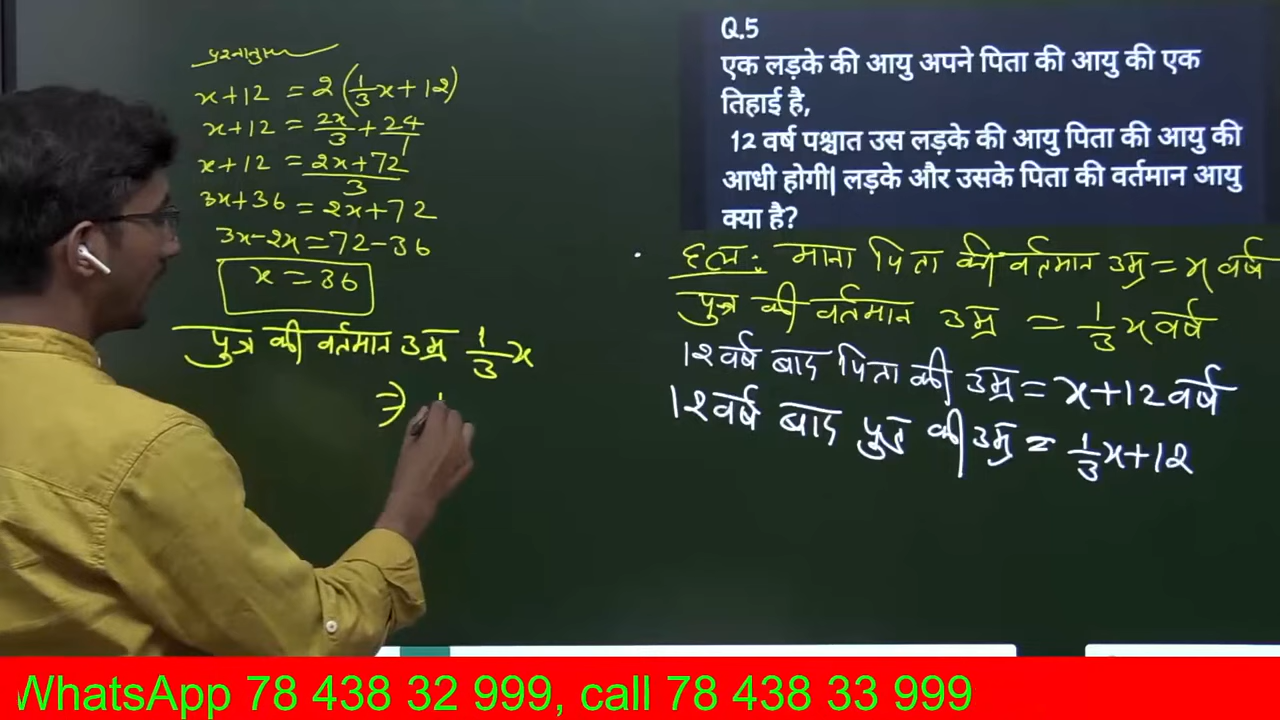 Q.5
एक लड़के की आयु अपने पिता की आयु की एक
तिहाई है,
12 वर्ष पश्चात उस लड़के की आयु पिता की आयु की
आधी होगी| लड़के और उसके पिता की वर्तमान आयु
क्या है?
हल: माना पिता की वर्तमान उम्र = x वर्ष
पुत्र की वर्तमान उम्र = 1/3 x वर्ष
12 वर्ष बाद पिता की उम्र = x+12 वर्ष
12 वर्ष बाद पुत्र की उम्र = 1/3 x+12
प्रश्नानुसार
x+12 = 2(1/3 x+12)
x+12 = 2x/3 + 24/1
x+12 = 2x+72/3
3x+36 = 2x+72
3x-2x = 72-36
x = 36
पुत्र की वर्तमान उम्र 1/3 x
⇒
WhatsApp 78 438 32 999, call 78 438 33 999